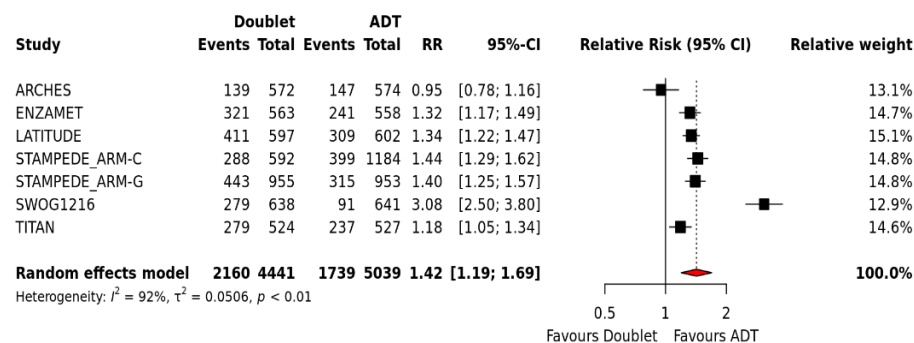 Doublet ADT
Study Events Total Events Total RR 95%-CI Relative Risk (95% CI) Relative weight
ARCHES 139 572 147 574 0.95 [0.78; 1.16] 13.1%
ENZAMET 321 563 241 558 1.32 [1.17; 1.49] 14.7%
LATITUDE 411 597 309 602 1.34 [1.22; 1.47] 15.1%
STAMPEDE_ARM-C 288 592 399 1184 1.44 [1.29; 1.62] 14.8%
STAMPEDE_ARM-G 443 955 315 953 1.40 [1.25; 1.57] 14.8%
SWOG1216 279 638 91 641 3.08 [2.50; 3.80] 12.9%
TITAN 279 524 237 527 1.18 [1.05; 1.34] 14.6%
Random effects model 2160 4441 1739 5039 1.42 [1.19; 1.69] 100.0%
Heterogeneity: I² = 92%, τ² = 0.0506, p < 0.01
0.5 1 2
Favours Doublet Favours ADT